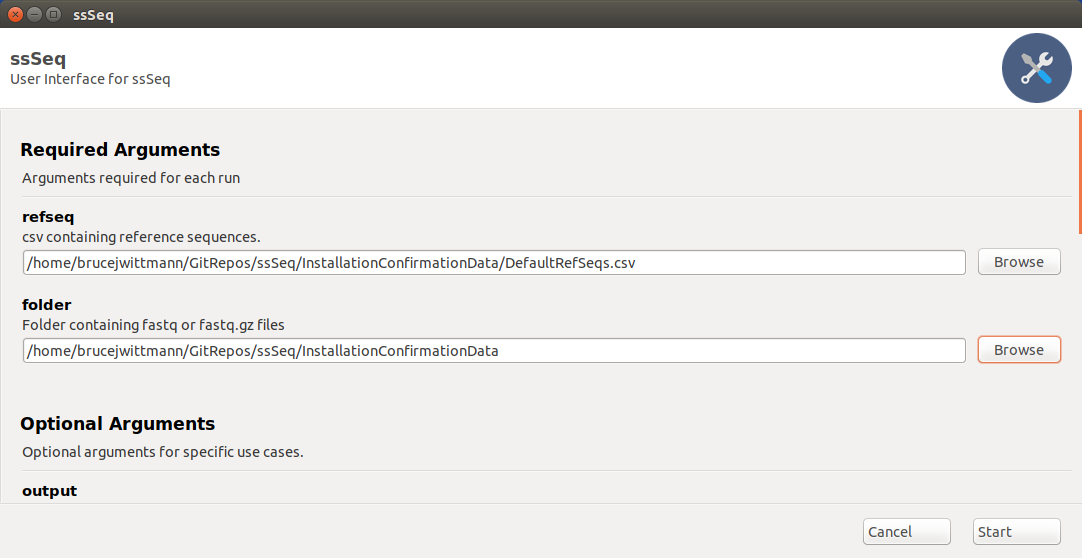 ssSeq
ssSeq
User Interface for ssSeq
Required Arguments
Arguments required for each run
refseq
csv containing reference sequences.
/home/brucejwittmann/GitRepos/ssSeq/InstallationConfirmationData/DefaultRefSeqs.csv
Browse
folder
Folder containing fastq or fastq.gz files
/home/brucejwittmann/GitRepos/ssSeq/InstallationConfirmationData
Browse
Optional Arguments
Optional arguments for specific use cases.
output
Cancel
Start